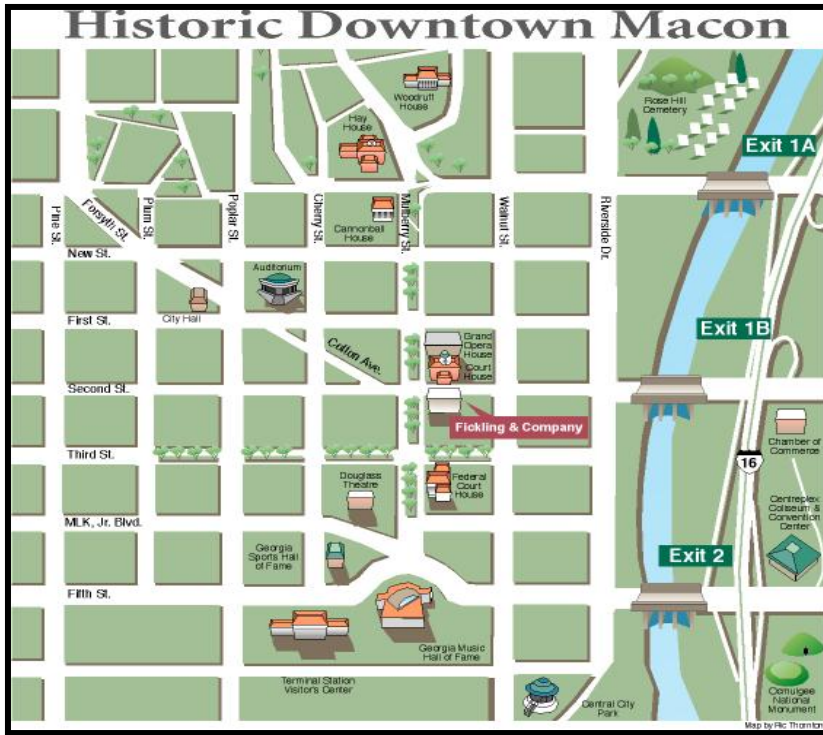 Historic Downtown Macon
Woodruff
House
Rose Hill
Cemetery
Hay
House
Exit 1A
Pine St.
Forsyth St.
Plum St.
Poplar St.
Cherry St.
Mulberry St.
Walnut St.
Riverside Dr.
Cannonball
House
New St.
Auditorium
City Hall
First St.
Exit 1B
Grand
Opera
House
Cotton Ave.
Court
House
Second St.
Fickling & Company
Chamber of
Commerce
Third St.
16
Douglass
Theatre
Federal
Court
House
Centreplex
Coliseum &
Convention
Center
MLK, Jr. Blvd.
Georgia
Sports Hall
of Fame
Exit 2
Fifth St.
Georgia Music
Hall of Fame
Terminal Station
Visitor's Center
Central City
Park
Ocmulgee
National
Monument
Map by Ric Thornton